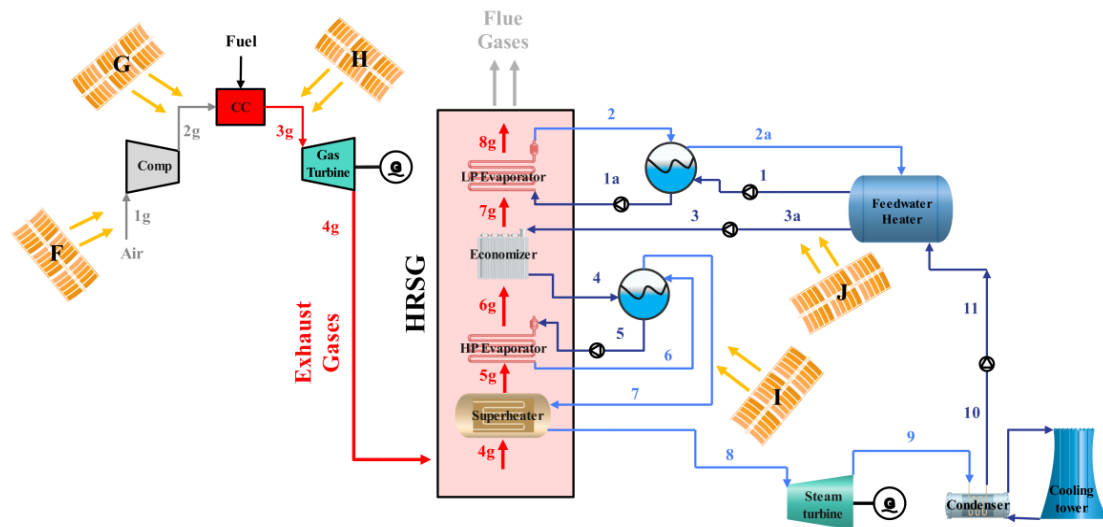 Flue
Gases
Fuel
G
H
CC
2g
3g
Comp
Gas
Turbine
G
1g
F
Air
4g
Exhaust
Gases
HRSG
8g
LP Evaporator
7g
Economizer
6g
HP Evaporator
5g
Superheater
4g
2
2a
1a
1
3
3a
Feedwater
Heater
4
5
6
7
J
I
11
10
8
9
Steam
turbine
G
Condenser
Cooling
tower